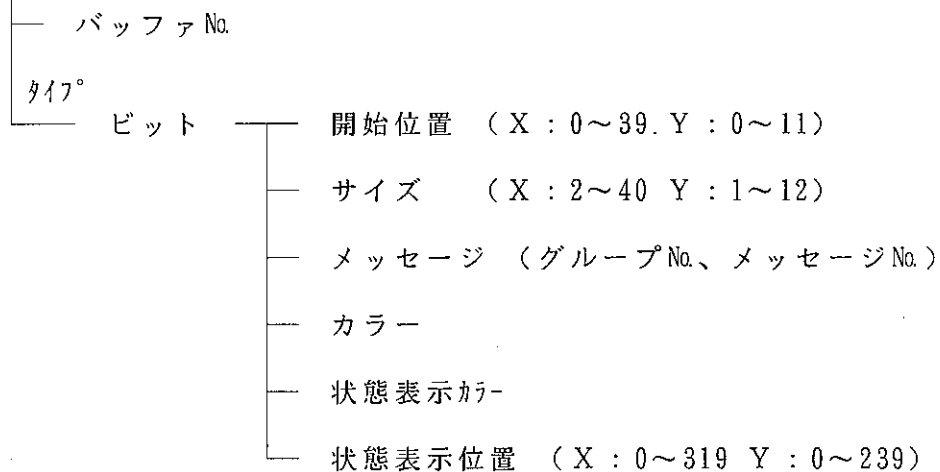 バッファ№
ﾀｲﾌﾟ
ビット
開始位置 （X：0～39. Y：0～11）
サイズ （X：2～40 Y：1～12）
メッセージ （グループ№、メッセージ№）
カラー
状態表示ｶﾗｰ
状態表示位置 （X：0～319 Y：0～239）